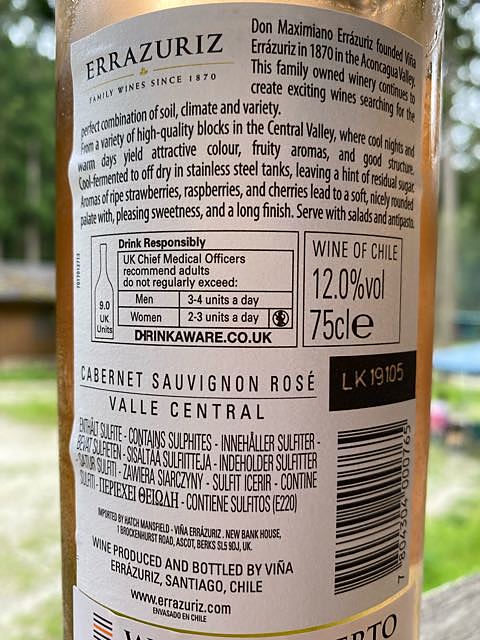 ERRAZURIZ
FAMILY WINES SINCE 1870
Don Maximiano Errázuriz founded Viña
Errázuriz in 1870 in the Aconcagua Valley.
This family owned winery continues to
create exciting wines searching for the
perfect combination of soil, climate and variety.
From a variety of high-quality blocks in the Central Valley, where cool nights and
warm days yield attractive colour, fruity aromas, and good structure.
Cool-fermented to off dry in stainless steel tanks, leaving a hint of residual sugar.
Aromas of ripe strawberries, raspberries, and cherries lead to a soft, nicely rounded
palate with, pleasing sweetness, and a long finish. Serve with salads and antipasto.
Drink Responsibly
UK Chief Medical Officers
recommend adults
do not regularly exceed:
Men 3-4 units a day
Women 2-3 units a day
DRINKAWARE.CO.UK
9.0
UK
Units
WINE OF CHILE
12.0%vol
75cl e
CABERNET SAUVIGNON ROSÉ
VALLE CENTRAL
LK19105
ENTHÄLT SULFITE - CONTAINS SULPHITES - INNEHÅLLER SULFITER -
BEVAT SULFIETEN - SISÄLTÄÄ SULFIITTEJA - INDEHOLDER SULFITTER
SULFITI - ZAWIERA SIARCZYNY - SULFIT ICERIR - CONTINE
SULFITI - ΠΕΡΙΕΧΕΙ ΘΕΙΩΔΗ - CONTIENE SULFITOS (E220)
IMPORTED BY HATCH MANSFIELD - VIÑA ERRÁZURIZ . NEW BANK HOUSE,
1 BROCKENHURST ROAD, ASCOT, BERKS SL5 9DJ, UK.
WINE PRODUCED AND BOTTLED BY VIÑA
ERRÁZURIZ, SANTIAGO, CHILE
www.errazuriz.com
ENVASADO EN CHILE
7 804304 090765